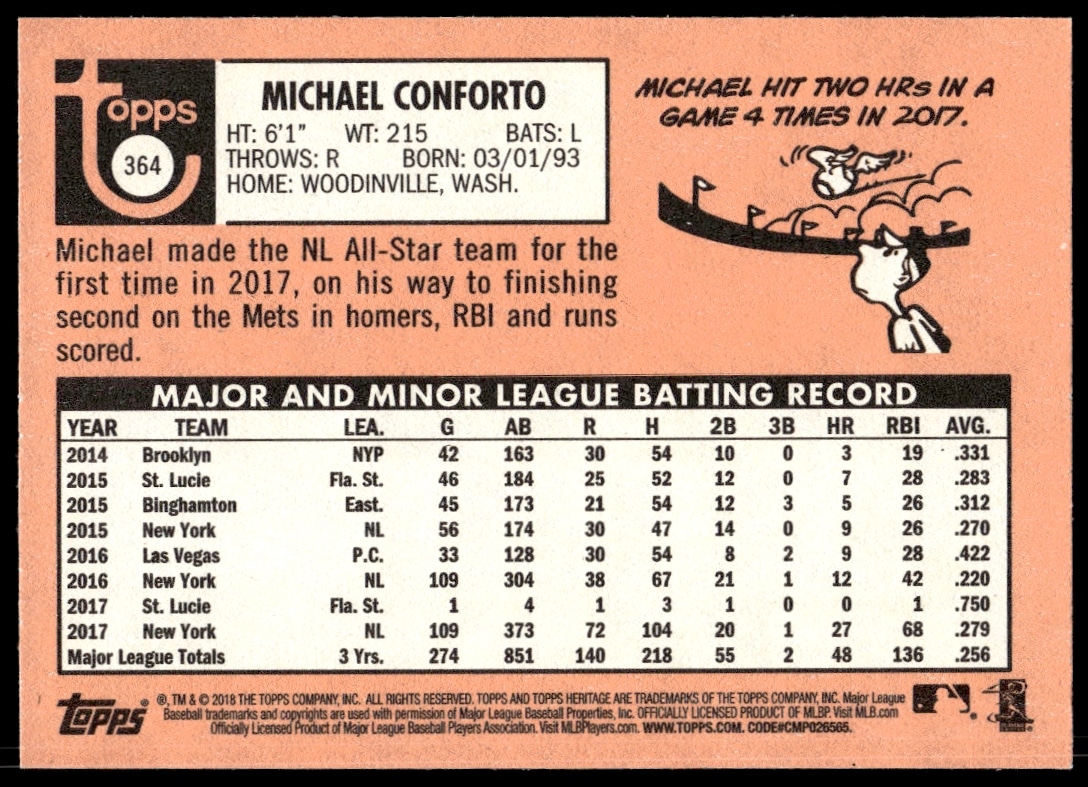 topps
364
MICHAEL CONFORTO
HT: 6'1" WT: 215 BATS: L
THROWS: R BORN: 03/01/93
HOME: WOODINVILLE, WASH.
MICHAEL HIT TWO HRs IN A
GAME 4 TIMES IN 2017.
Michael made the NL All-Star team for the
first time in 2017, on his way to finishing
second on the Mets in homers, RBI and runs
scored.
MAJOR AND MINOR LEAGUE BATTING RECORD
YEAR TEAM LEA. G AB R H 2B 3B HR RBI AVG.
2014 Brooklyn NYP 42 163 30 54 10 0 3 19 .331
2015 St. Lucie Fla. St. 46 184 25 52 12 0 7 28 .283
2015 Binghamton East. 45 174 21 54 12 3 5 26 .312
2015 New York NL 56 174 30 47 14 0 9 26 .270
2016 Las Vegas P.C. 33 128 30 54 8 2 9 28 .422
2016 New York NL 109 304 38 67 21 1 12 42 .220
2017 St. Lucie Fla. St. 1 4 1 3 1 0 0 1 .750
2017 New York NL 109 373 72 104 20 1 27 68 .279
Major League Totals 3 Yrs. 274 851 140 218 55 2 48 136 .256
topps
®, TM & © 2018 THE TOPPS COMPANY, INC. ALL RIGHTS RESERVED. TOPPS AND TOPPS HERITAGE ARE TRADEMARKS OF THE TOPPS COMPANY, INC. Major League
Baseball trademarks and copyrights are used with permission of Major League Baseball Properties, Inc. OFFICIALLY LICENSED PRODUCT OF MLBP. Visit MLB.com
Officially Licensed Product of Major League Baseball Players Association. Visit MLBPlayers.com. WWW.TOPPS.COM. CODE#CMP026565.